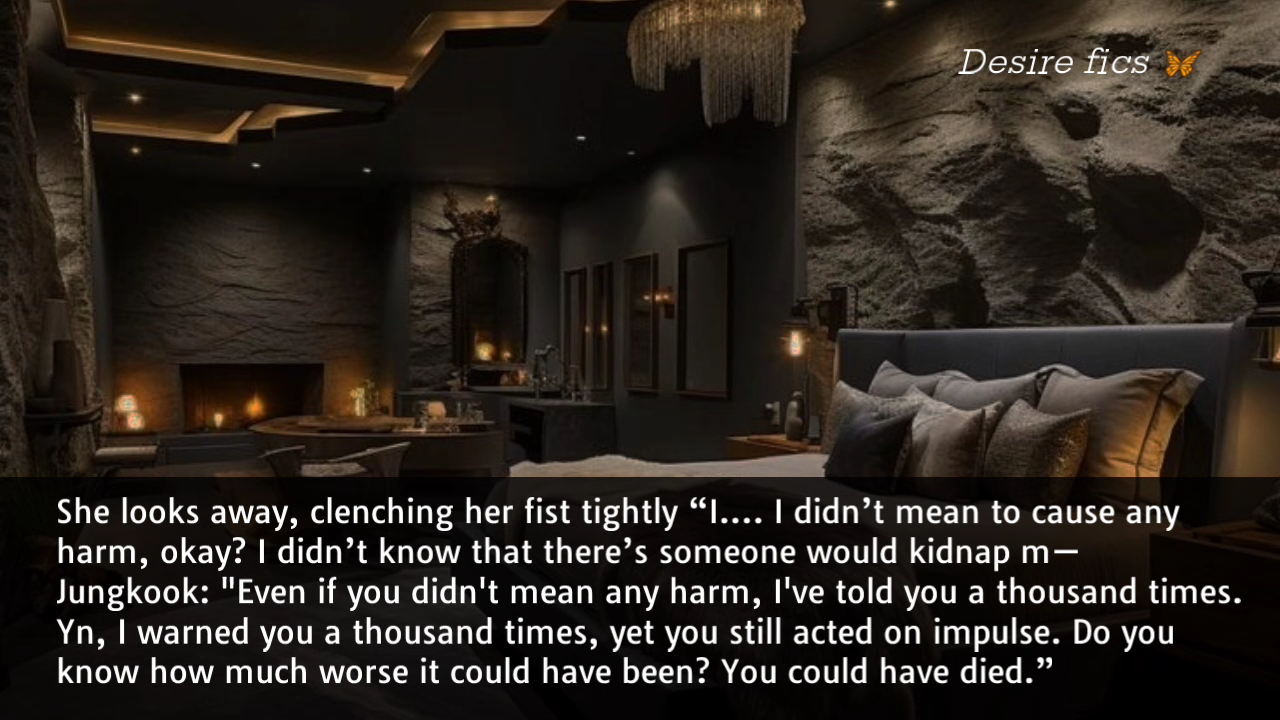 Desire fics 🦋
She looks away, clenching her fist tightly “I.... I didn’t mean to cause any
harm, okay? I didn’t know that there’s someone would kidnap m—
Jungkook: "Even if you didn't mean any harm, I've told you a thousand times.
Yn, I warned you a thousand times, yet you still acted on impulse. Do you
know how much worse it could have been? You could have died.”